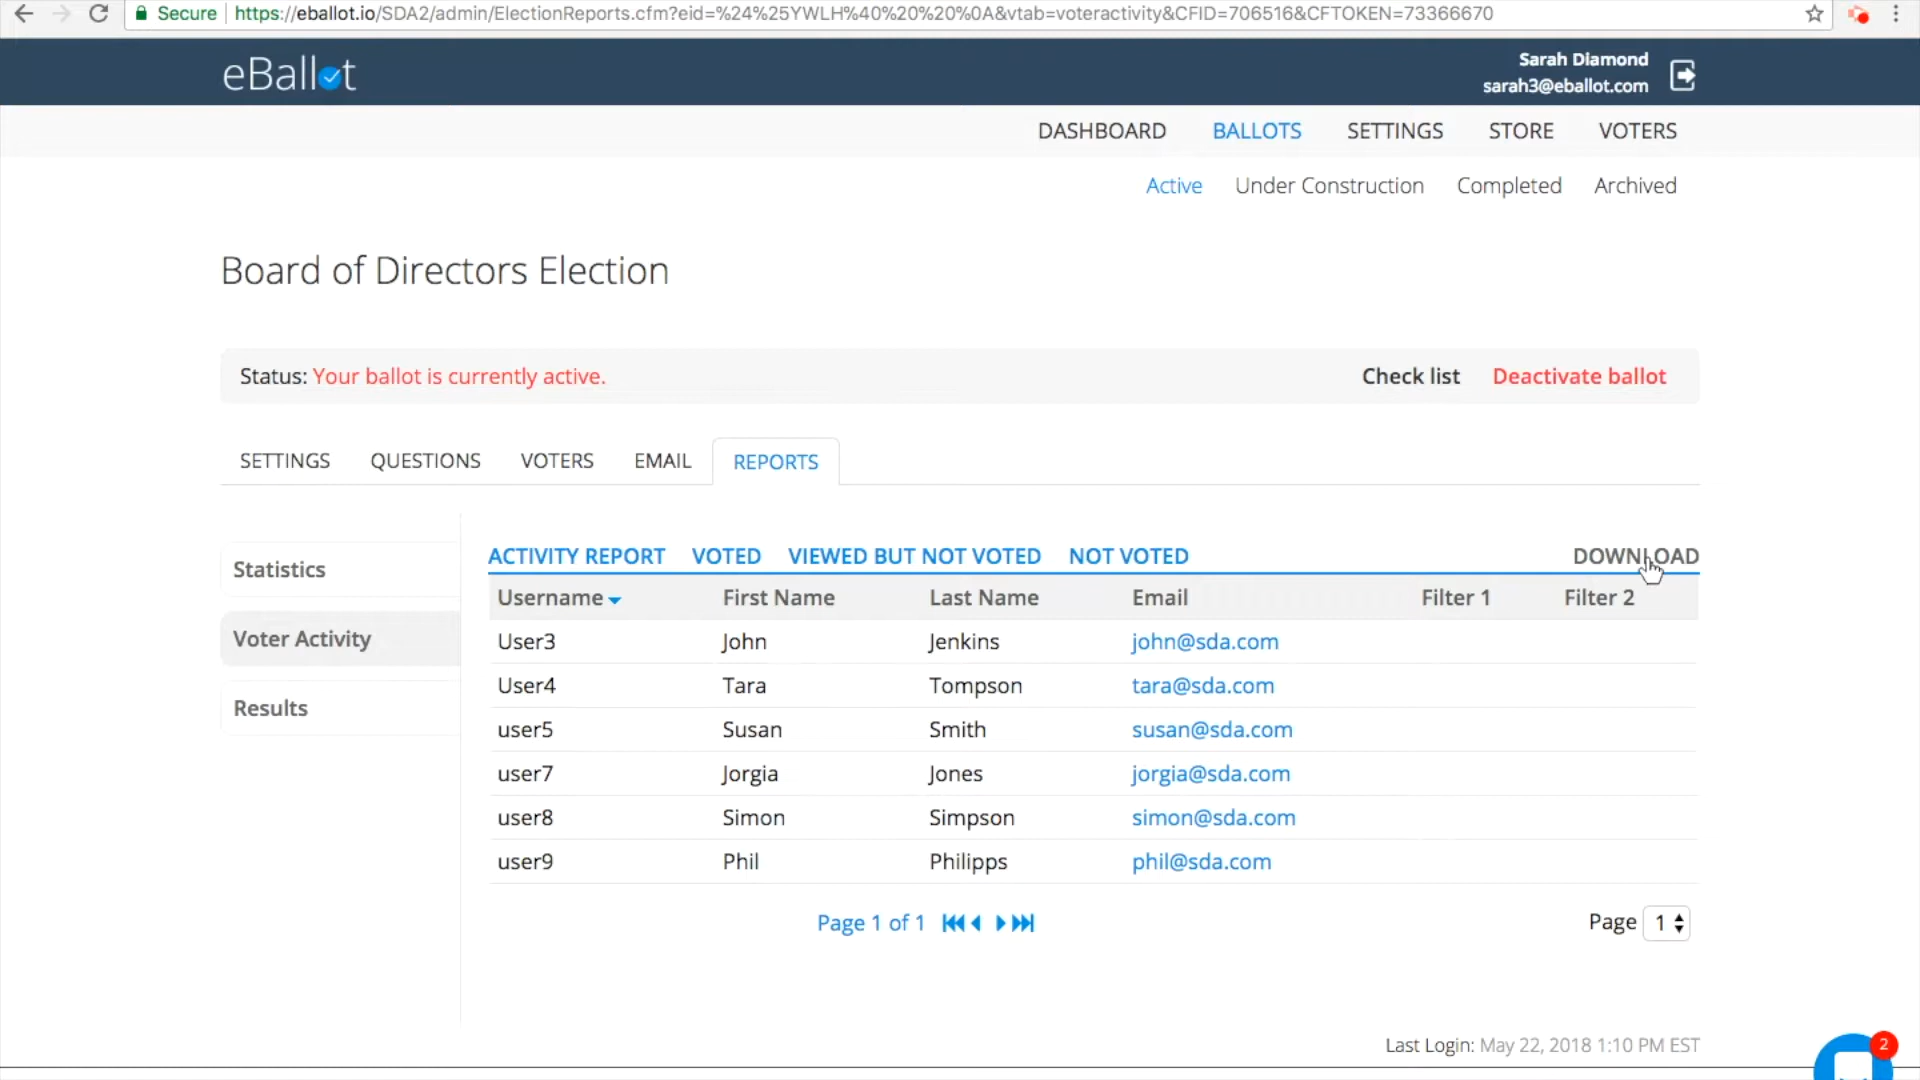 Secure https://eballot.io/SDA2/admin/ElectionReports.cfm?eid=%24%25YWLH%40%20%20%0A&vtab=voteractivity&CFID=706516&CFTOKEN=73366670
eBallot
Sarah Diamond
sarah3@eballot.com
DASHBOARD BALLOTS SETTINGS STORE VOTERS
Active Under Construction Completed Archived
Board of Directors Election
Status: Your ballot is currently active. Check list Deactivate ballot
SETTINGS QUESTIONS VOTERS EMAIL REPORTS
Statistics
Voter Activity
Results
ACTIVITY REPORT VOTED VIEWED BUT NOT VOTED NOT VOTED DOWNLOAD
Username First Name Last Name Email Filter 1 Filter 2
User3 John Jenkins john@sda.com
User4 Tara Tompson tara@sda.com
user5 Susan Smith susan@sda.com
user7 Jorgia Jones jorgia@sda.com
user8 Simon Simpson simon@sda.com
user9 Phil Philipps phil@sda.com
Page 1 of 1 Page 1
Last Login: May 22, 2018 1:10 PM EST
2